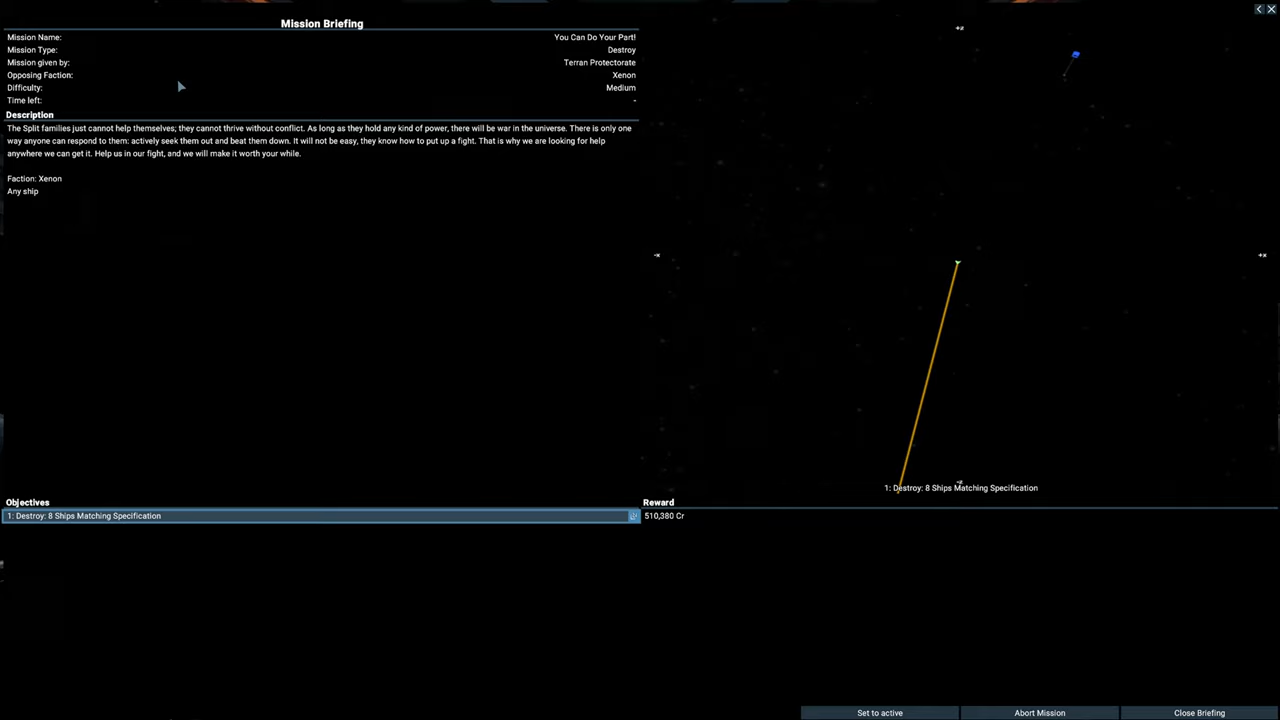 Mission Briefing
Mission Name: You Can Do Your Part!
Mission Type: Destroy
Mission given by: Terran Protectorate
Opposing Faction: Xenon
Difficulty: Medium
Time left: -
Description
The Split families just cannot help themselves; they cannot thrive without conflict. As long as they hold any kind of power, there will be war in the universe. There is only one
way anyone can respond to them: actively seek them out and beat them down. It will not be easy, they know how to put up a fight. That is why we are looking for help
anywhere we can get it. Help us in our fight, and we will make it worth your while.
Faction: Xenon
Any ship
+z
-x
+x
1: Destroy: 8 Ships Matching Specification
Objectives
1: Destroy: 8 Ships Matching Specification
Reward
510,380 Cr
Set to active
Abort Mission
Close Briefing